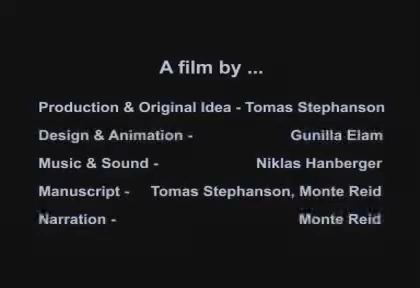 A film by ...
Production & Original Idea - Tomas Stephanson
Design & Animation - Gunilla Elam
Music & Sound - Niklas Hanberger
Manuscript - Tomas Stephanson, Monte Reid
Narration - Monte Reid